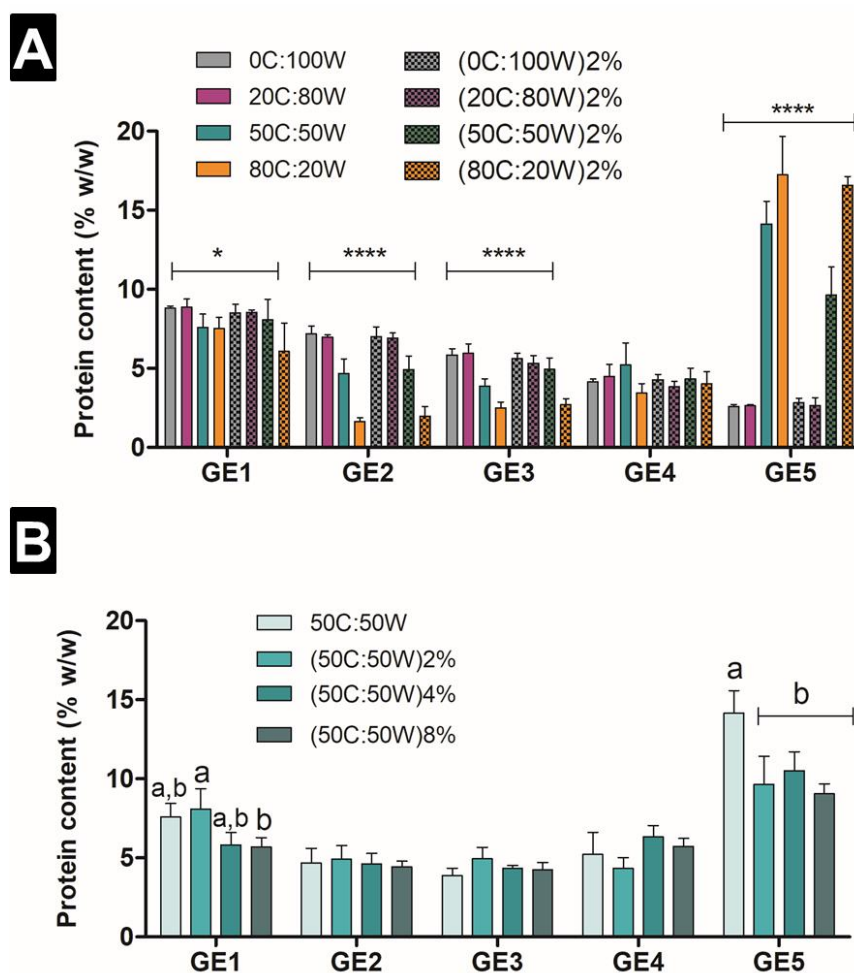 A
0C:100W (0C:100W)2%
20C:80W (20C:80W)2%
50C:50W (50C:50W)2%
80C:20W (80C:20W)2%
Protein content (% w/w)
20
15
10
5
0
* **** **** ****
GE1 GE2 GE3 GE4 GE5
B
50C:50W
(50C:50W)2%
(50C:50W)4%
(50C:50W)8%
Protein content (% w/w)
20
15
10
5
0
a,b a a,b b a b
GE1 GE2 GE3 GE4 GE5